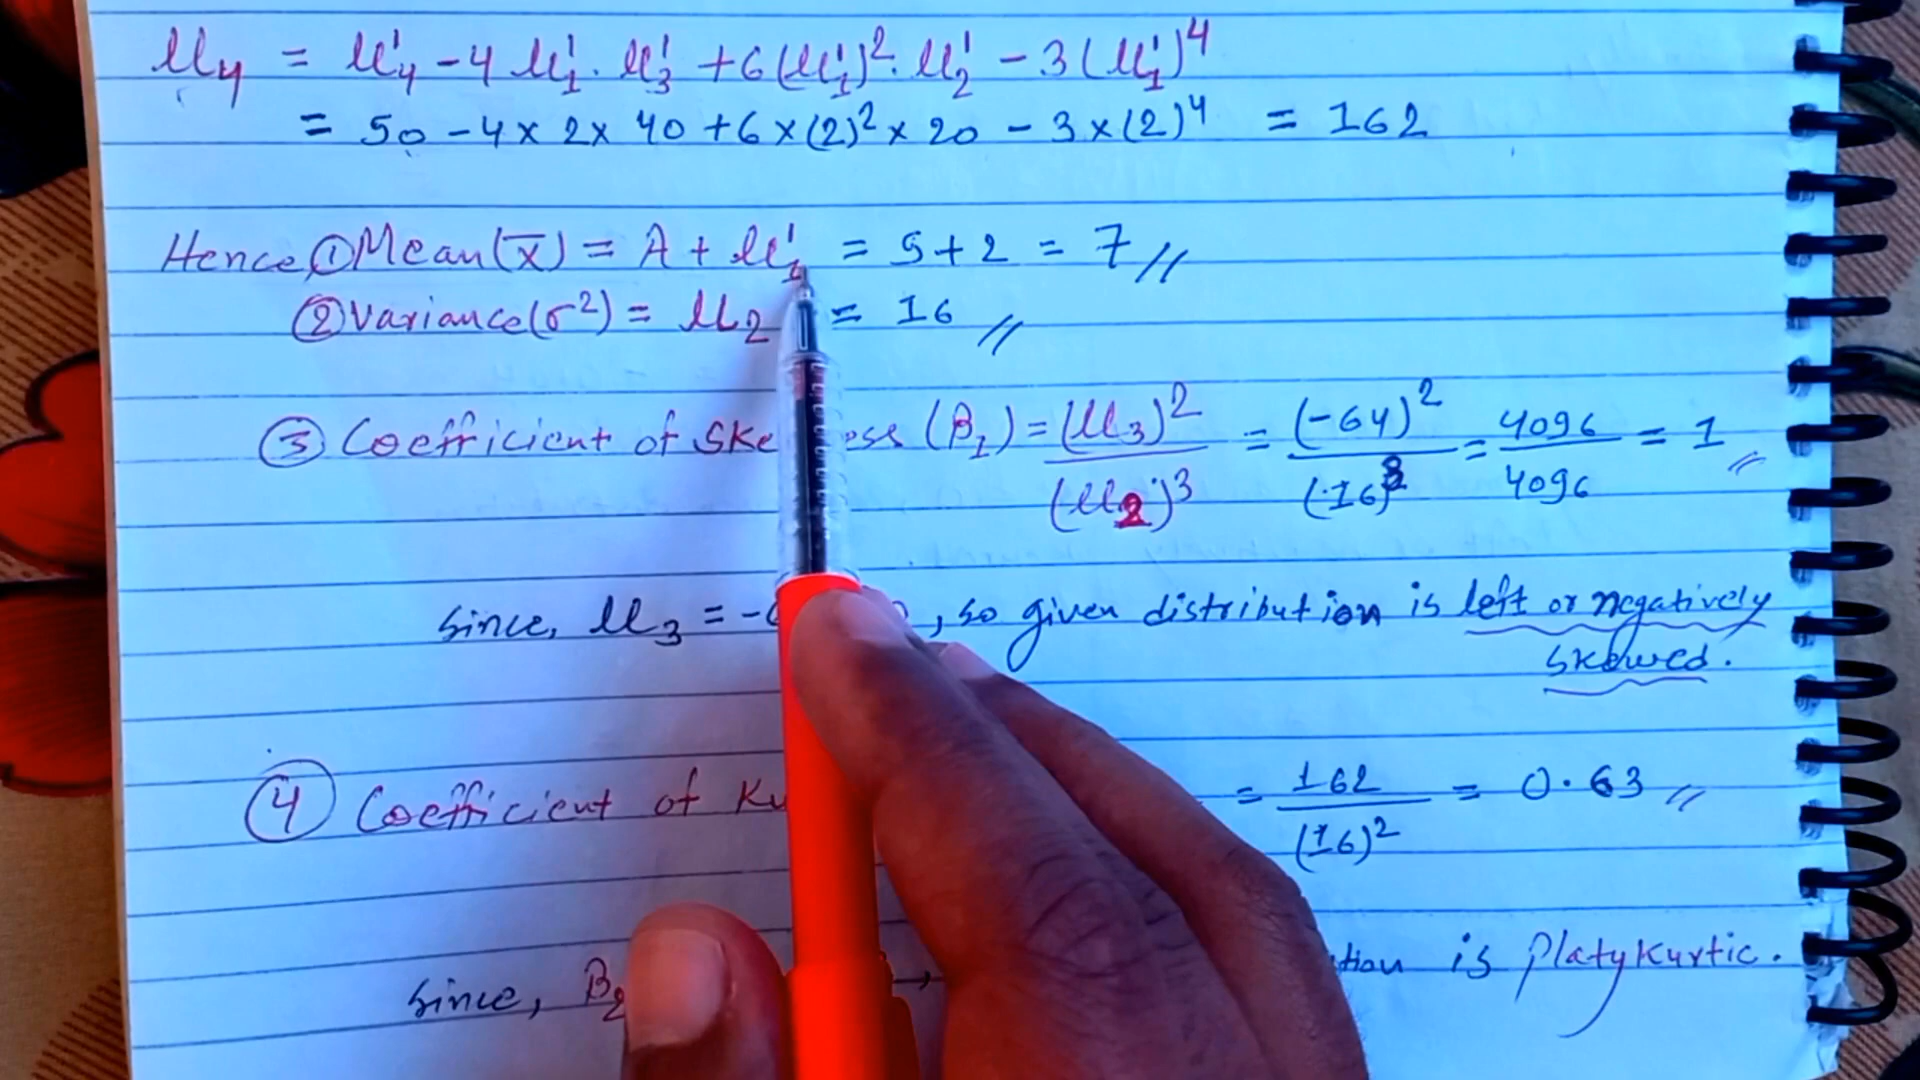 μ₄ = μ'₄ - 4 μ'₁ . μ'₃ + 6 (μ'₁)² . μ'₂ - 3 (μ'₁)⁴
= 50 - 4 × 2 × 40 + 6 × (2)² × 20 - 3 × (2)⁴ = 162
Hence, ① Mean (x̄) = A + μ'₁ = 5 + 2 = 7 //
② Variance (σ²) = μ₂ = 16 //
③ Coefficient of Ske ess (β₁) = (μ₃)² / (μ₂)³ = (-64)² / (16)³ = 4096 / 4096 = 1 //
since, μ₃ = - , so given distribution is left or negatively
skewed.
④ Coefficient of Ku = 162 / (16)² = 0.63 //
since, β₂ → tion is Platykurtic.